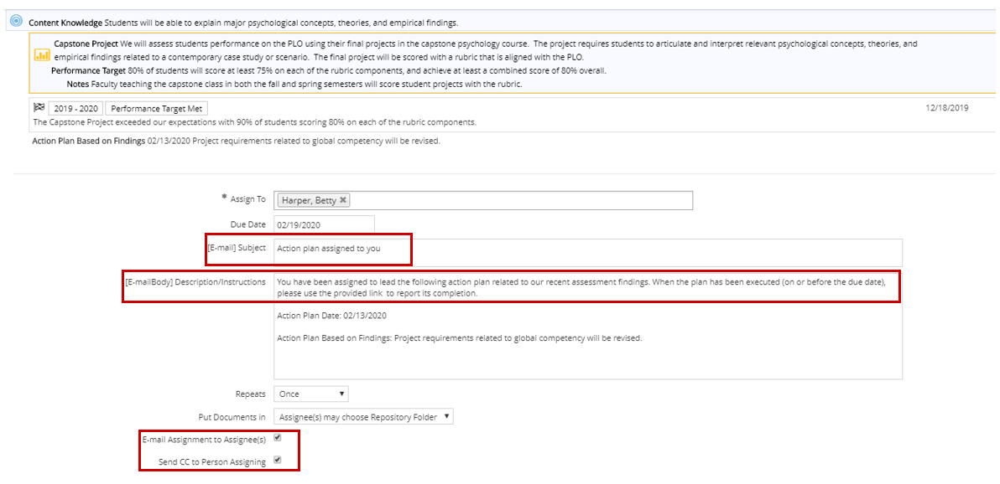 Content Knowledge Students will be able to explain major psychological concepts, theories, and empirical findings.
Capstone Project We will assess students performance on the PLO using their final projects in the capstone psychology course. The project requires students to articulate and interpret relevant psychological concepts, theories, and
empirical findings related to a contemporary case study or scenario. The final project will be scored with a rubric that is aligned with the PLO.
Performance Target 80% of students will score at least 75% on each of the rubric components, and achieve at least a combined score of 80% overall.
Notes Faculty teaching the capstone class in both the fall and spring semesters will score student projects with the rubric.
2019 - 2020 Performance Target Met 12/18/2019
The Capstone Project exceeded our expectations with 90% of students scoring 80% on each of the rubric components.
Action Plan Based on Findings 02/13/2020 Project requirements related to global competency will be revised.
* Assign To Harper, Betty ✖
Due Date 02/19/2020
[E-mail] Subject Action plan assigned to you
[E-mailBody] Description/Instructions You have been assigned to lead the following action plan related to our recent assessment findings. When the plan has been executed (on or before the due date),
please use the provided link to report its completion.
Action Plan Date: 02/13/2020
Action Plan Based on Findings: Project requirements related to global competency will be revised.
Repeats Once
Put Documents in Assignee(s) may choose Repository Folder
E-mail Assignment to Assignee(s)
Send CC to Person Assigning